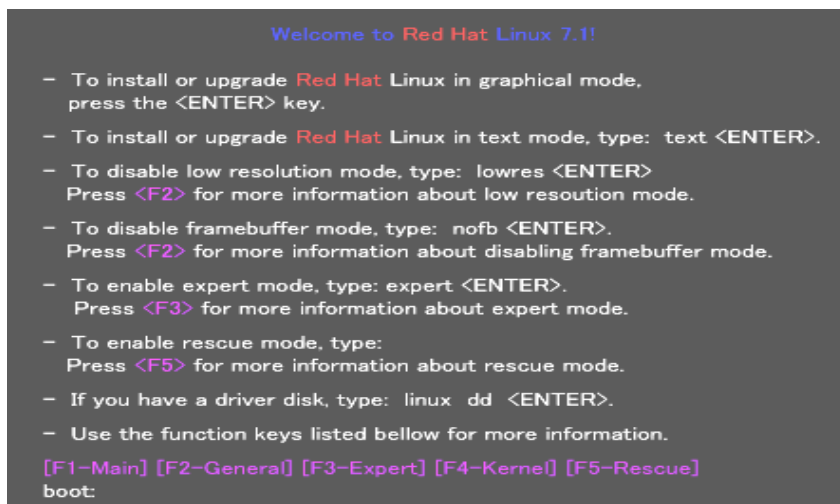 Welcome to Red Hat Linux 7.1!
- To install or upgrade Red Hat Linux in graphical mode,
press the <ENTER> key.
- To install or upgrade Red Hat Linux in text mode, type: text <ENTER>.
- To disable low resolution mode, type: lowres <ENTER>
Press <F2> for more information about low resoution mode.
- To disable framebuffer mode, type: nofb <ENTER>.
Press <F2> for more information about disabling framebuffer mode.
- To enable expert mode, type: expert <ENTER>.
Press <F3> for more information about expert mode.
- To enable rescue mode, type:
Press <F5> for more information about rescue mode.
- If you have a driver disk, type: linux dd <ENTER>.
- Use the function keys listed bellow for more information.
[F1-Main] [F2-General] [F3-Expert] [F4-Kernel] [F5-Rescue]
boot: